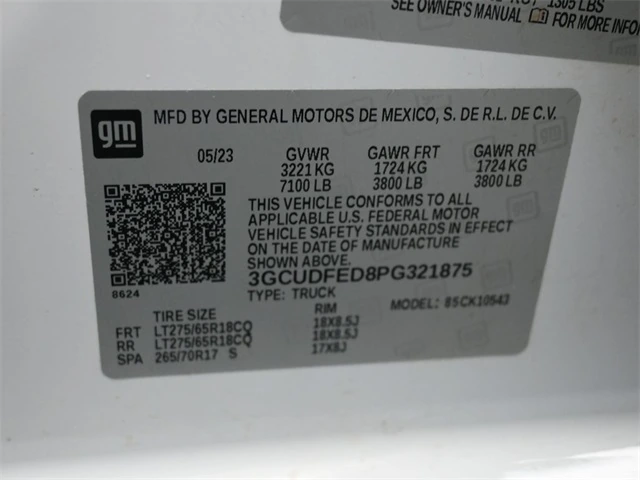 1305 LBS
SEE OWNER'S MANUAL FOR MORE INFO
gm
MFD BY GENERAL MOTORS DE MEXICO, S. DE R.L. DE C.V.
05/23 GVWR GAWR FRT GAWR RR
3221 KG 1724 KG 1724 KG
7100 LB 3800 LB 3800 LB
THIS VEHICLE CONFORMS TO ALL
APPLICABLE U.S. FEDERAL MOTOR
VEHICLE SAFETY STANDARDS IN EFFECT
ON THE DATE OF MANUFACTURE
SHOWN ABOVE.
3GCUDFED8PG321875
8624
TYPE: TRUCK MODEL: 85CK10543
TIRE SIZE RIM
FRT LT275/65R18CQ 18X8.5J
RR LT275/65R18CQ 18X8.5J
SPA 265/70R17 S 17X8J